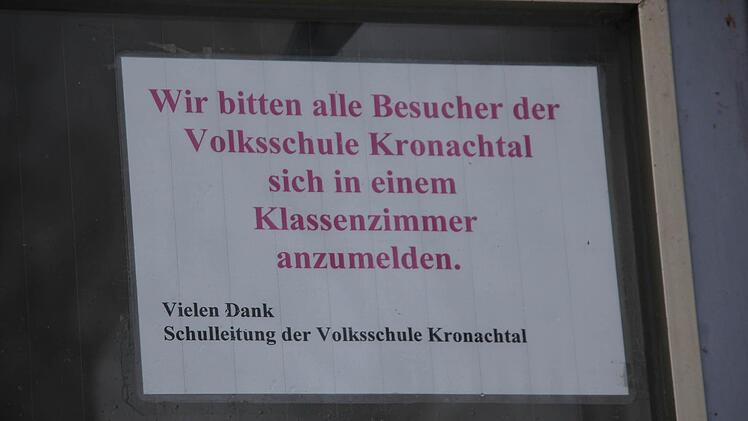 Wir bitten alle Besucher der
Volksschule Kronachtal
sich in einem
Klassenzimmer
anzumelden.
Vielen Dank
Schulleitung der Volksschule Kronachtal